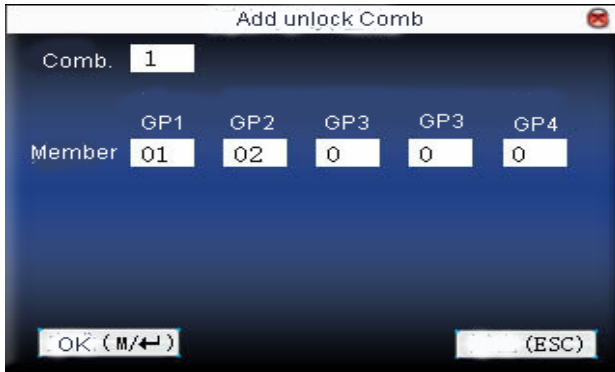 Add unlock Comb
Comb. 1
GP1 GP2 GP3 GP3 GP4
Member 01 02 0 0 0
OK (M/↵) (ESC)